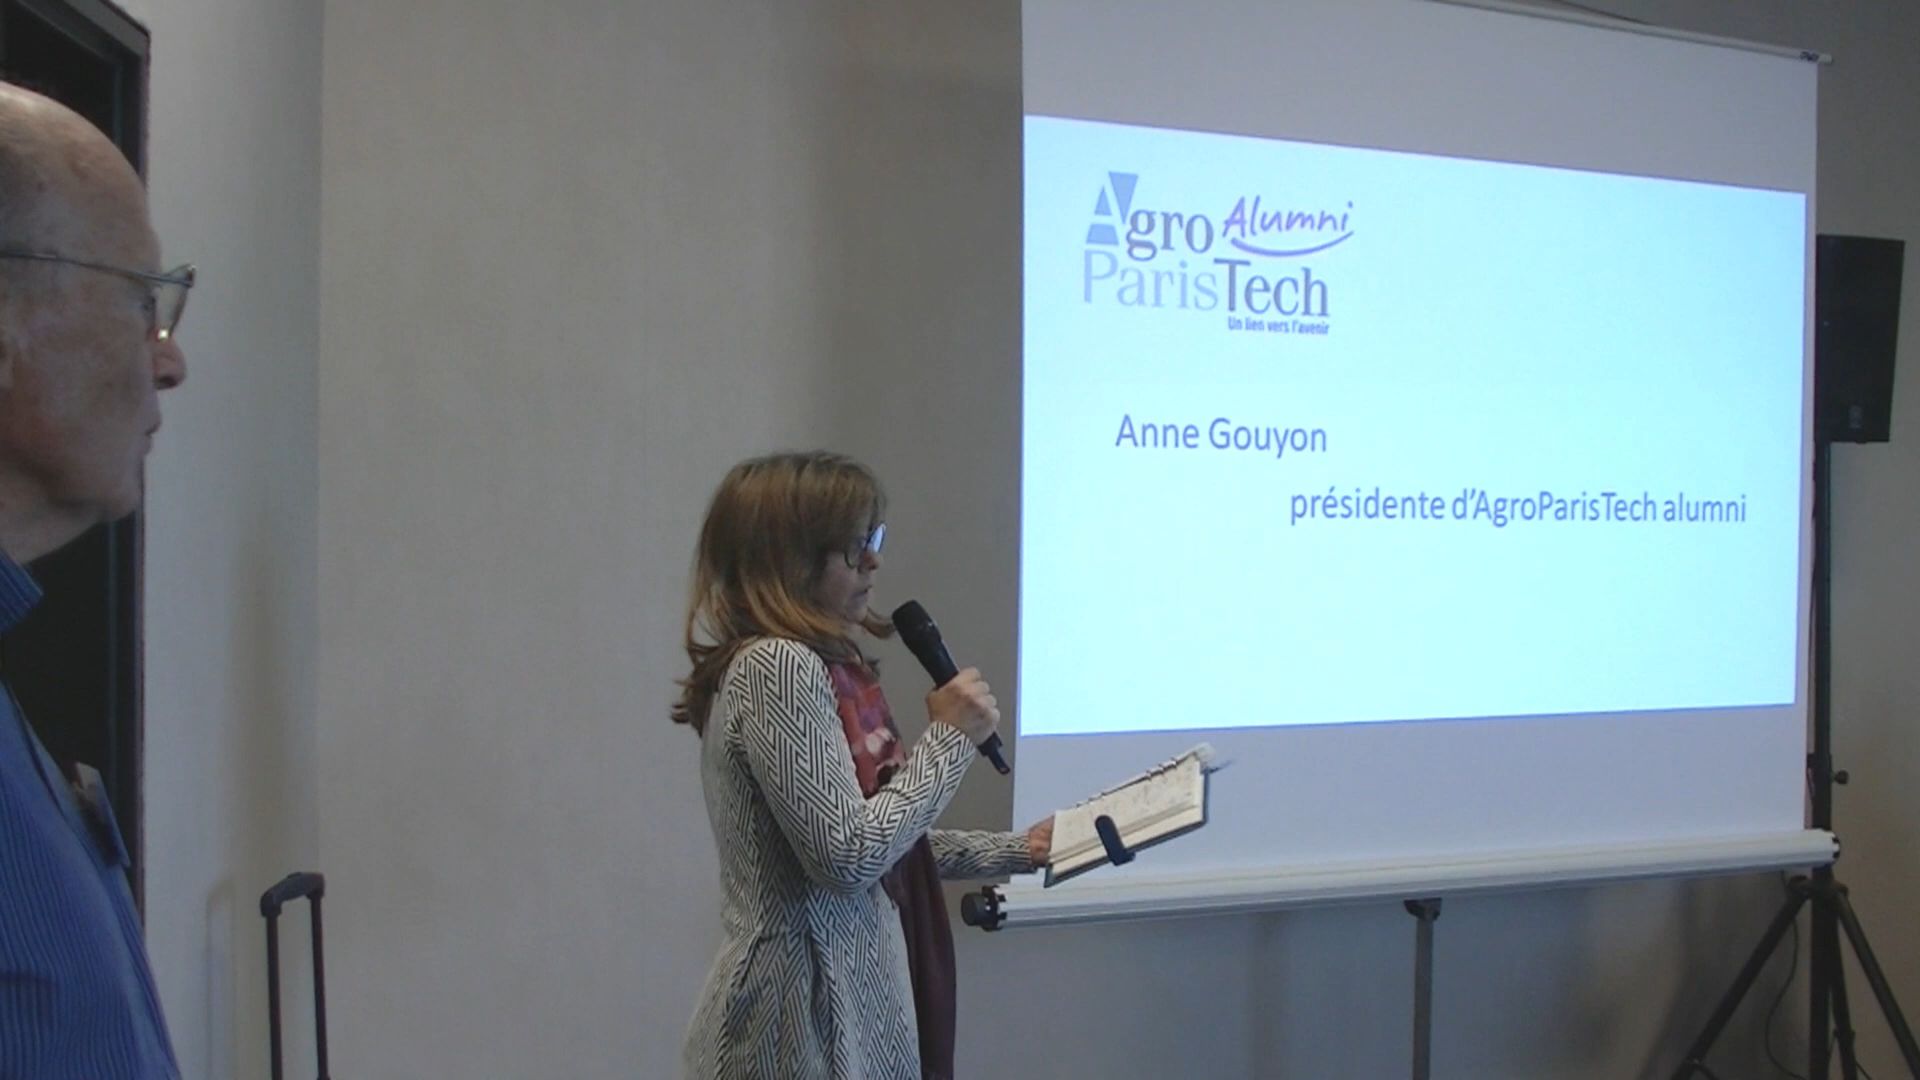 Agro Alumni
ParisTech
Un lien vers l'avenir
Anne Gouyon
présidente d'AgroParisTech alumni